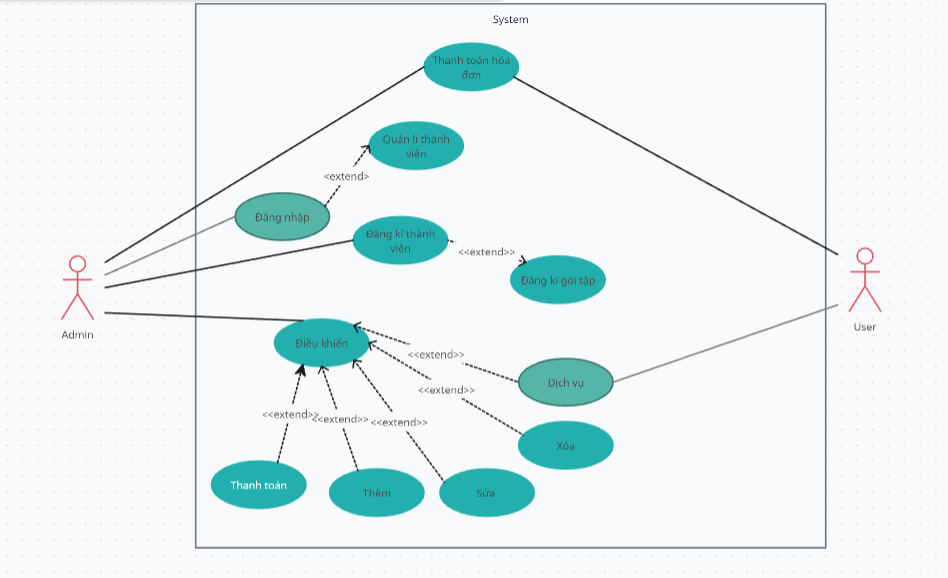 System
Thanh toán hóa
đơn
Quản lí thành
viên
<extend>
Đăng nhập
Đăng kí thành
viên
<<extend>>
Đăng kí gói tập
Admin
User
Điều khiển
<<extend>>
Dịch vụ
<<extend>>
<<extend>>
<<extend>>
<<extend>>
Xóa
Thanh toán
Thêm
Sửa